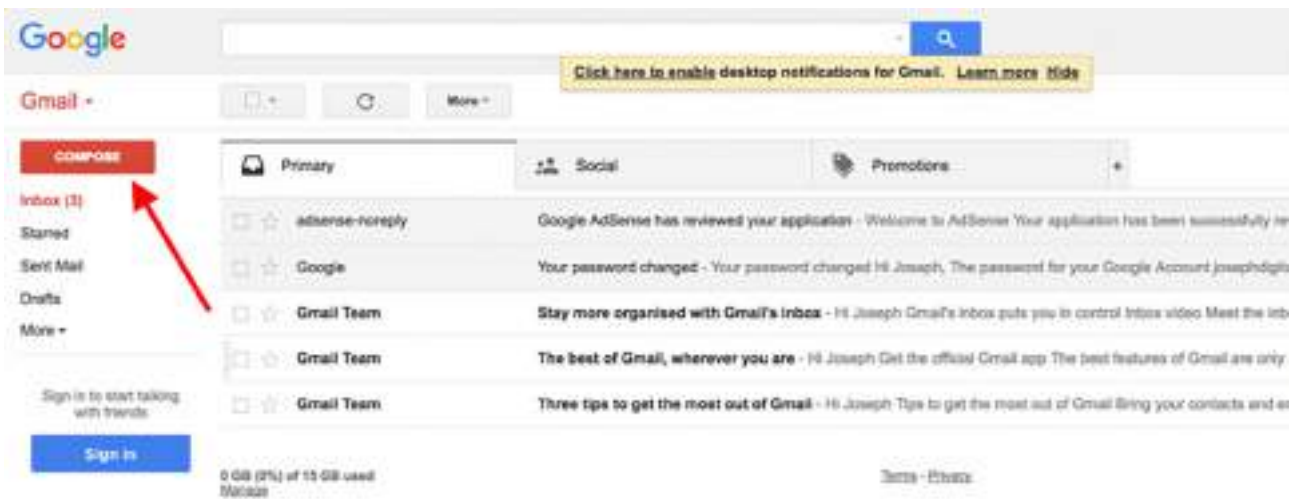 Google
Click here to enable desktop notifications for Gmail. Learn more Hide
Gmail
More
COMPOSE
Primary
Social
Promotions
+
Inbox (3)
Starred
Sent Mail
Drafts
More
adsense-noreply Google AdSense has reviewed your application - Welcome to AdSense Your application has been successfully re
Google Your password changed - Your password changed Hi Joseph, The password for your Google Account josephdigit
Gmail Team Stay more organised with Gmail's inbox - Hi Joseph Gmail's inbox puts you in control Inbox video Meet the inb
Gmail Team The best of Gmail, wherever you are - Hi Joseph Get the official Gmail app The best features of Gmail are only
Gmail Team Three tips to get the most out of Gmail - Hi Joseph Tips to get the most out of Gmail Bring your contacts and e
Sign in to start talking
with friends
Sign in
0 GB (0%) of 15 GB used
Manage
Terms - Privacy